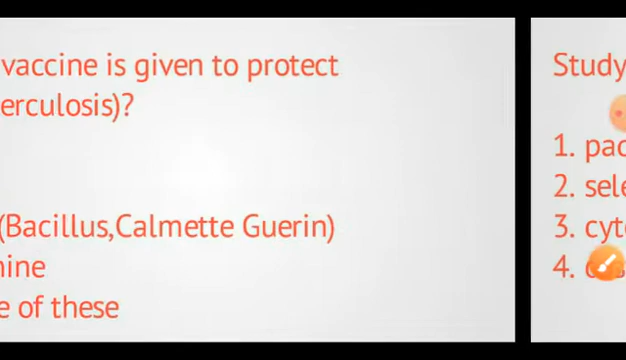 vaccine is given to protect
erculosis)?
(Bacillus,Calmette Guerin)
nine
e of these
Study
1. pac
2. sele
3. cyt
4.